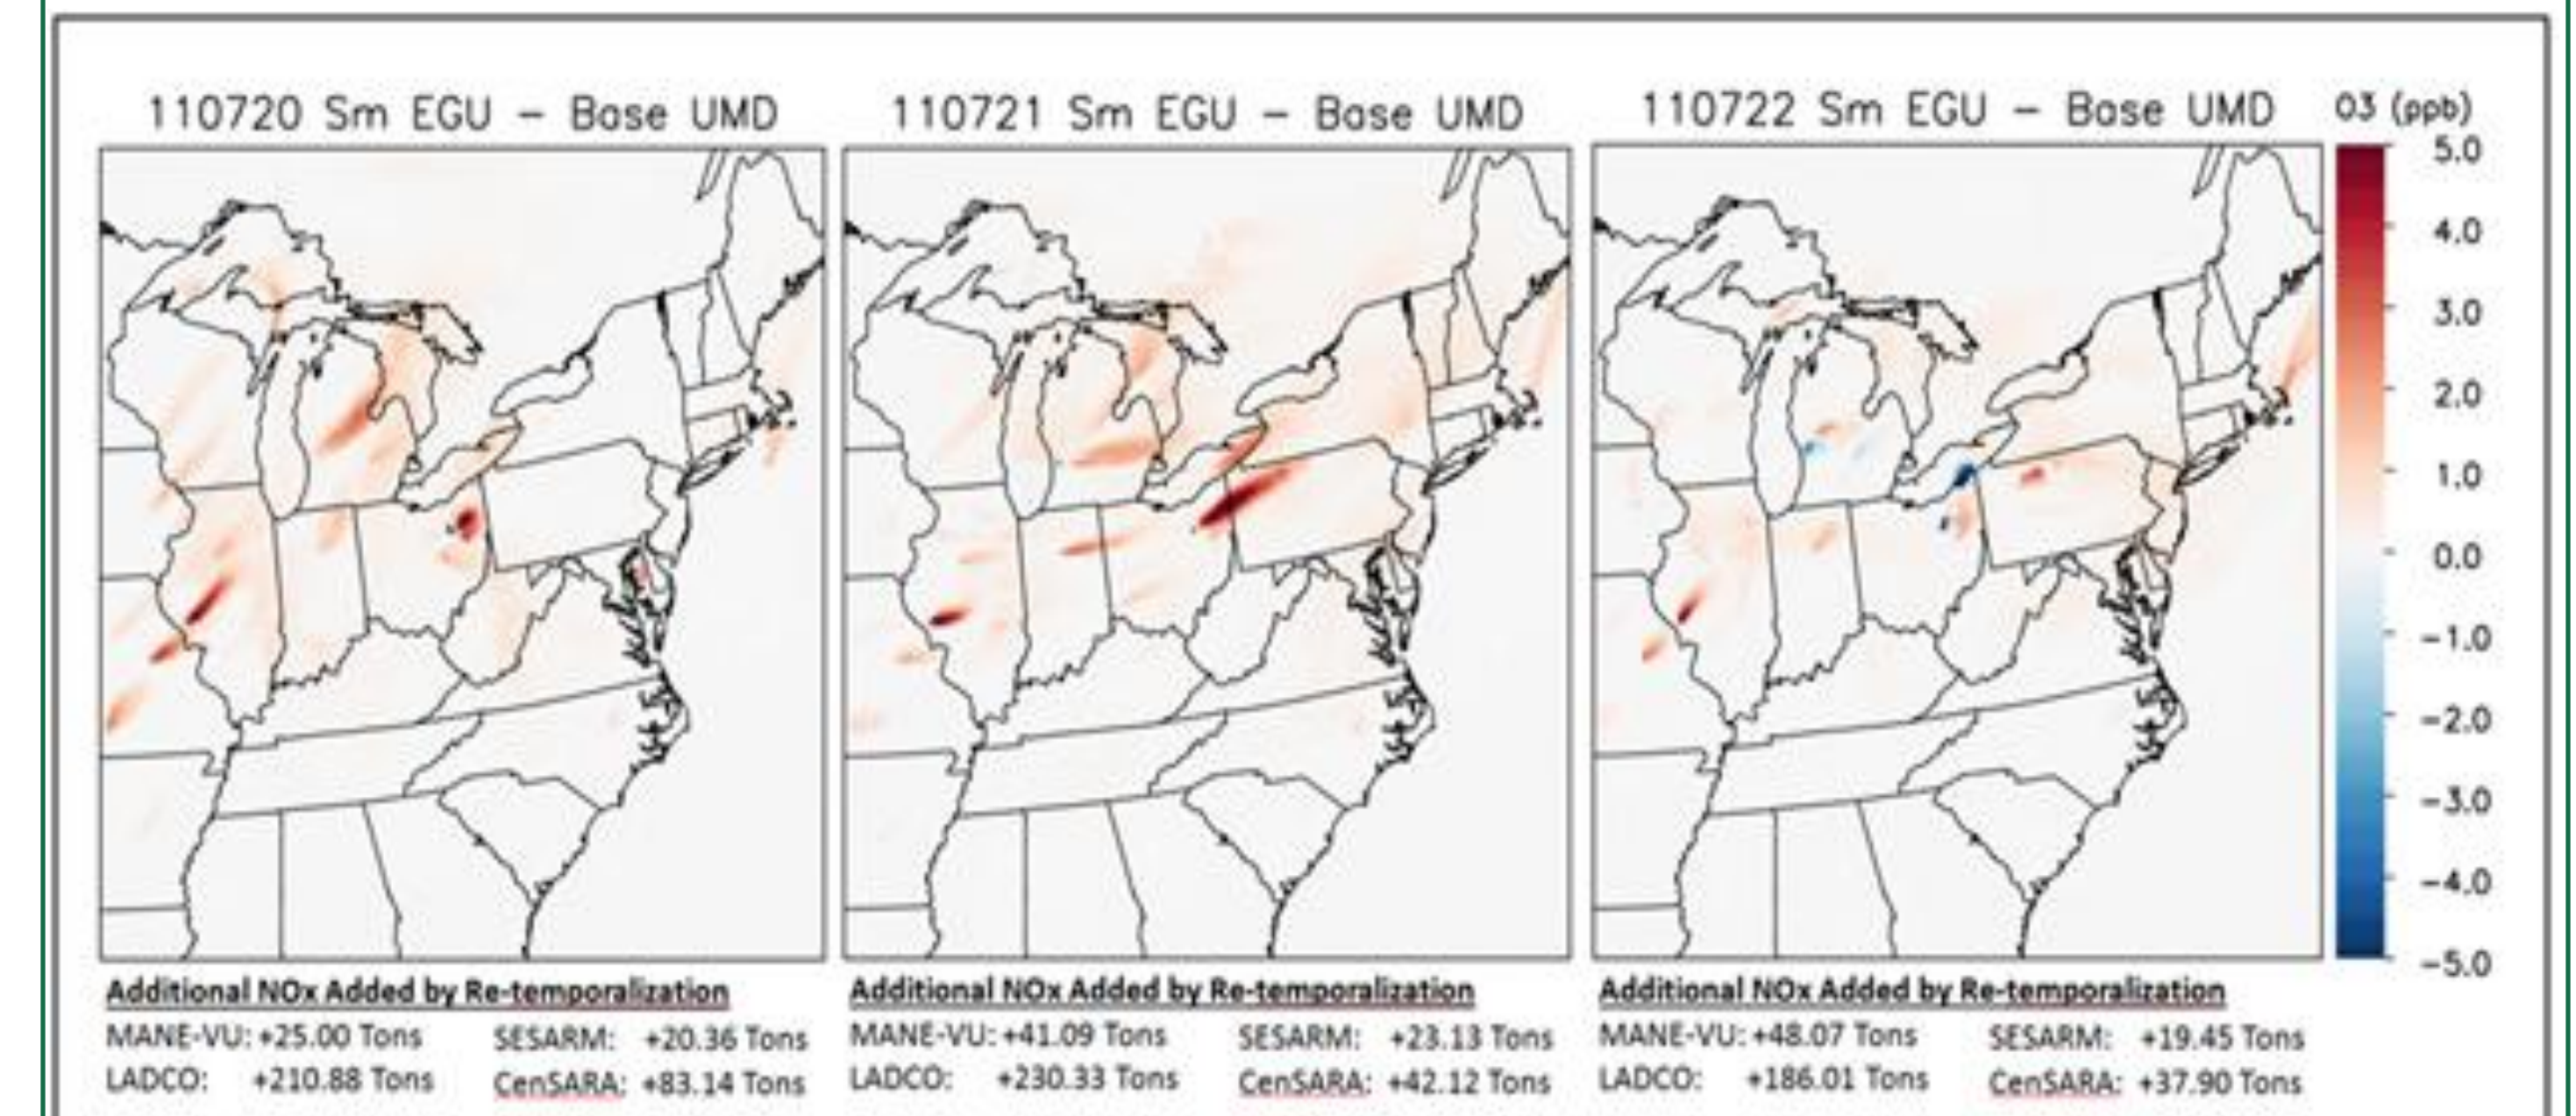 110720 Sm EGU – Base UMD
110721 Sm EGU – Base UMD
110722 Sm EGU – Base UMD
O3 (ppb)
5.0
4.0
3.0
2.0
1.0
0.0
-1.0
-2.0
-3.0
-4.0
-5.0
Additional NOx Added by Re-temporalization
MANE-VU: +25.00 Tons SESARM: +20.36 Tons
LADCO: +210.88 Tons CenSARA: +83.14 Tons
Additional NOx Added by Re-temporalization
MANE-VU: +41.09 Tons SESARM: +23.13 Tons
LADCO: +230.33 Tons CenSARA: +42.12 Tons
Additional NOx Added by Re-temporalization
MANE-VU: +48.07 Tons SESARM: +19.45 Tons
LADCO: +186.01 Tons CenSARA: +37.90 Tons